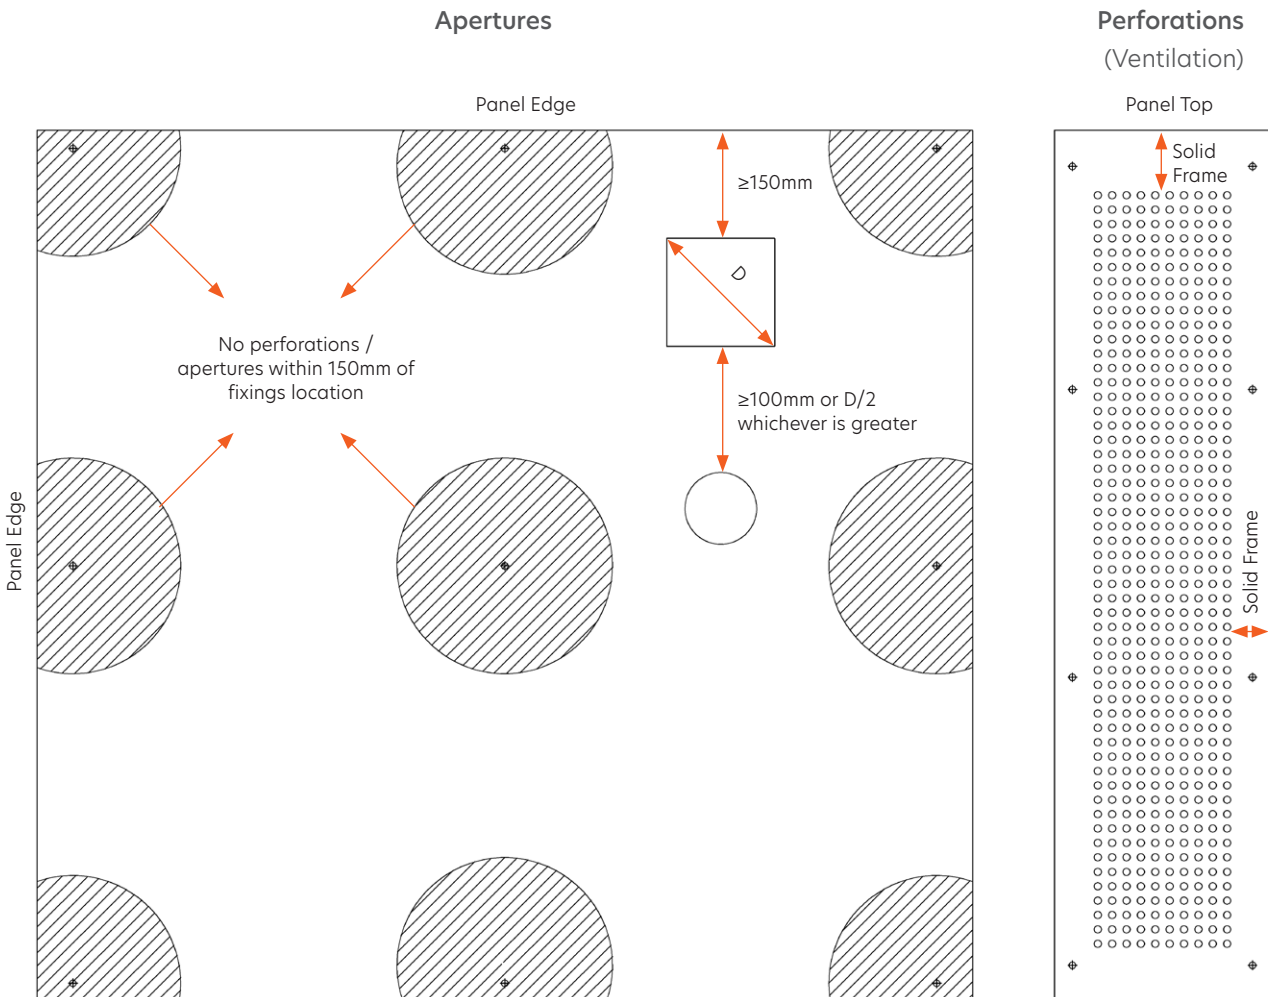 Apertures
Perforations
(Ventilation)
Panel Edge
Panel Top
≥150mm
Solid
Frame
D
No perforations /
apertures within 150mm of
fixings location
≥100mm or D/2
whichever is greater
Panel Edge
Solid Frame